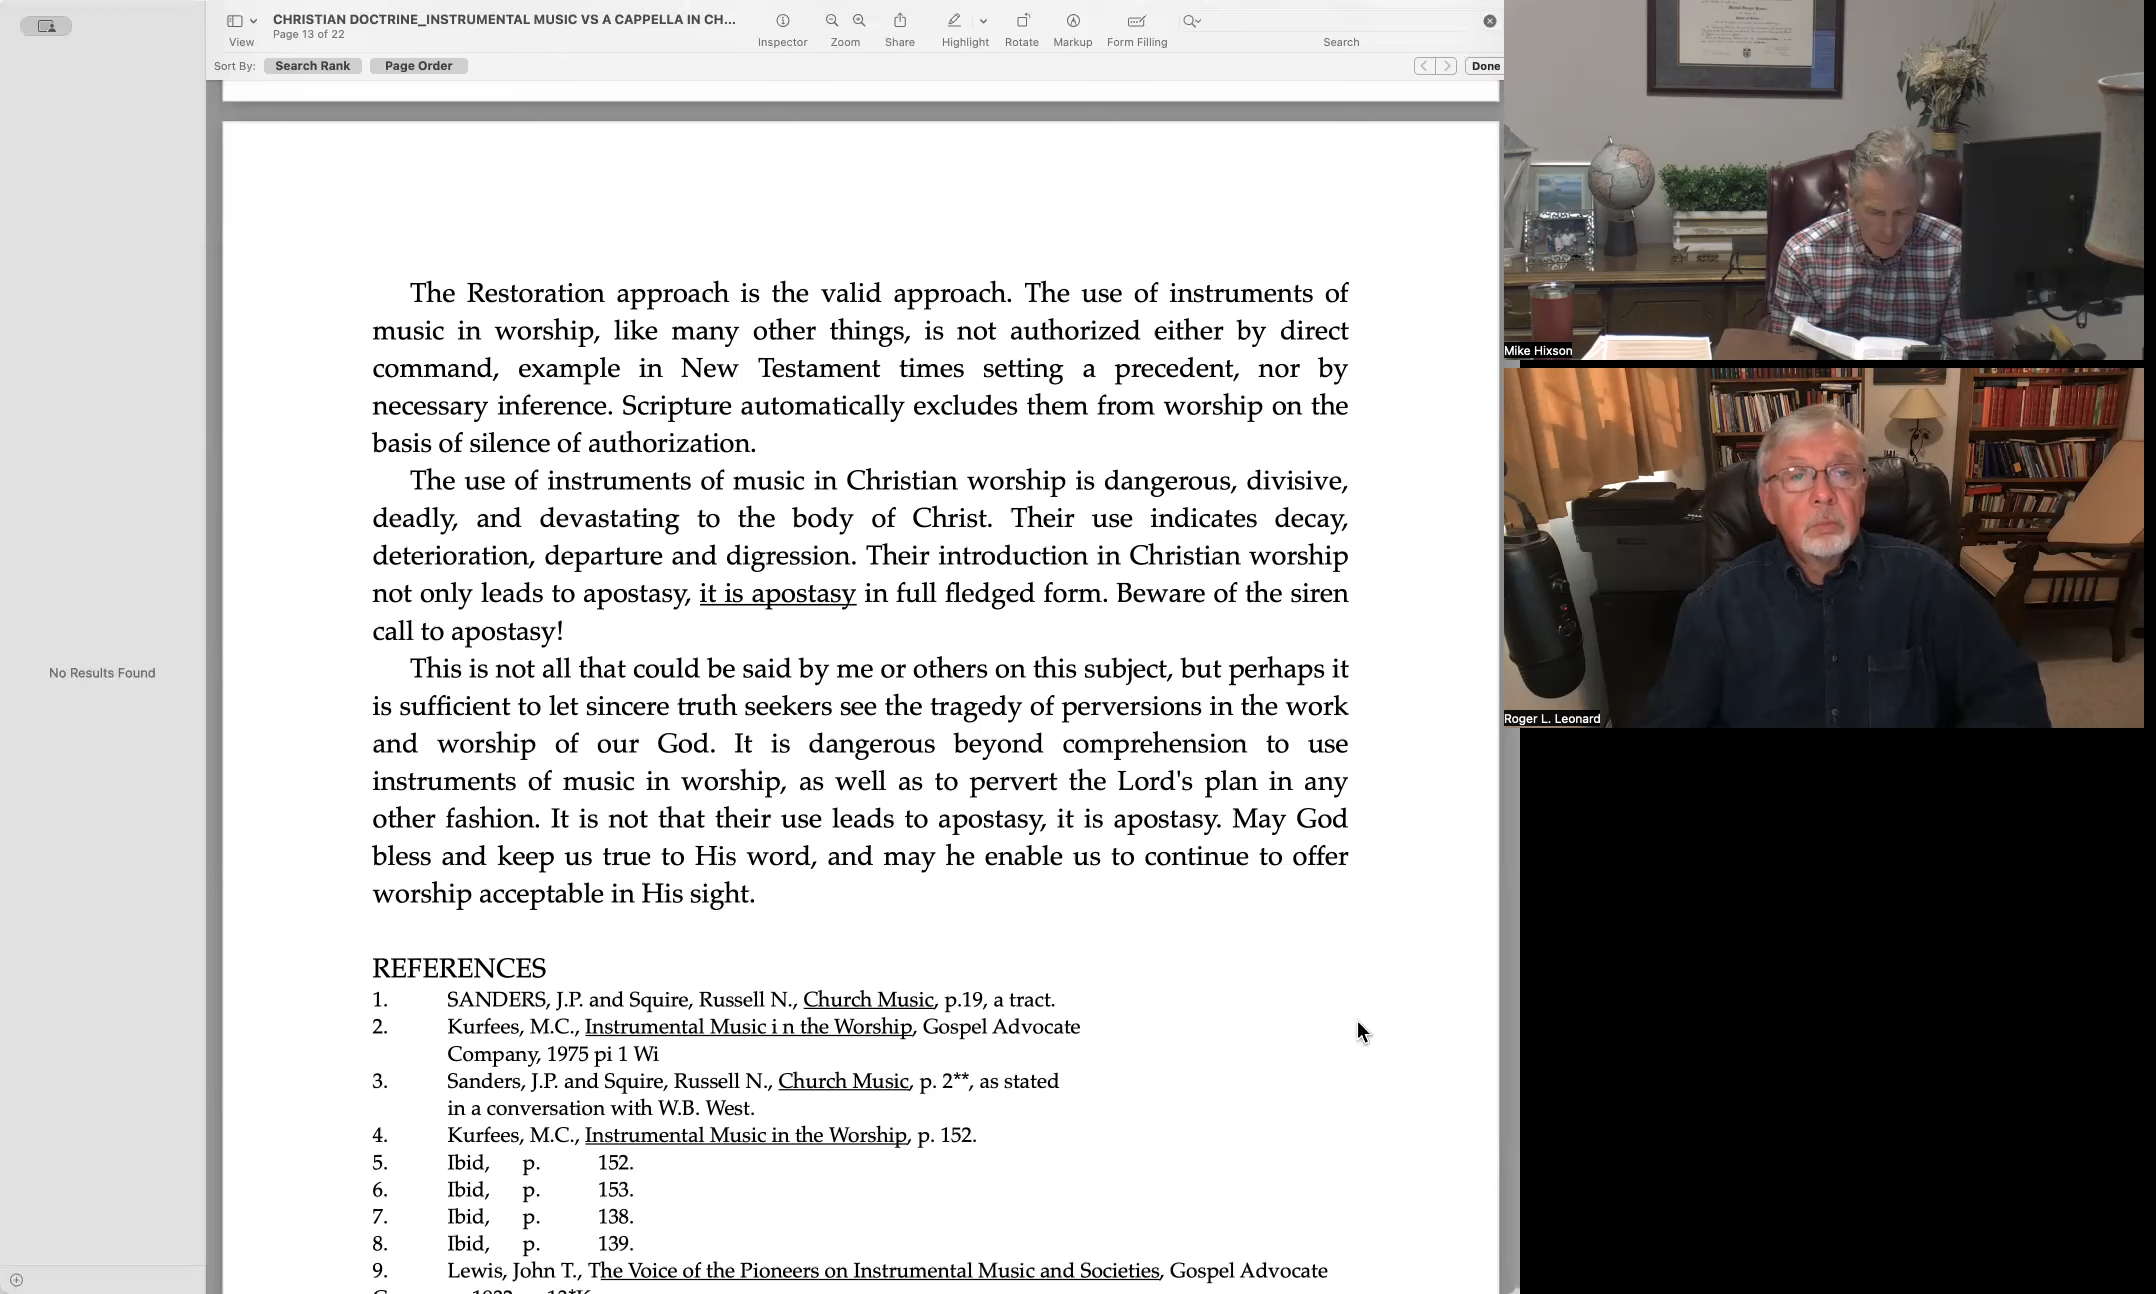 CHRISTIAN DOCTRINE_INSTRUMENTAL MUSIC VS A CAPPELLA IN CH...
Page 13 of 22
View
Inspector
Zoom
Share
Highlight
Rotate
Markup
Form Filling
Search
Sort By:
Search Rank
Page Order
Done
No Results Found
The Restoration approach is the valid approach. The use of instruments of
music in worship, like many other things, is not authorized either by direct
command, example in New Testament times setting a precedent, nor by
necessary inference. Scripture automatically excludes them from worship on the
basis of silence of authorization.
The use of instruments of music in Christian worship is dangerous, divisive,
deadly, and devastating to the body of Christ. Their use indicates decay,
deterioration, departure and digression. Their introduction in Christian worship
not only leads to apostasy, it is apostasy in full fledged form. Beware of the siren
call to apostasy!
This is not all that could be said by me or others on this subject, but perhaps it
is sufficient to let sincere truth seekers see the tragedy of perversions in the work
and worship of our God. It is dangerous beyond comprehension to use
instruments of music in worship, as well as to pervert the Lord's plan in any
other fashion. It is not that their use leads to apostasy, it is apostasy. May God
bless and keep us true to His word, and may he enable us to continue to offer
worship acceptable in His sight.
REFERENCES
1. SANDERS, J.P. and Squire, Russell N., Church Music, p.19, a tract.
2. Kurfees, M.C., Instrumental Music i n the Worship, Gospel Advocate
Company, 1975 pi 1 Wi
3. Sanders, J.P. and Squire, Russell N., Church Music, p. 2**, as stated
in a conversation with W.B. West.
4. Kurfees, M.C., Instrumental Music in the Worship, p. 152.
5. Ibid, p. 152.
6. Ibid, p. 153.
7. Ibid, p. 138.
8. Ibid, p. 139.
9. Lewis, John T., The Voice of the Pioneers on Instrumental Music and Societies, Gospel Advocate
Mike Hixson
Roger L. Leonard